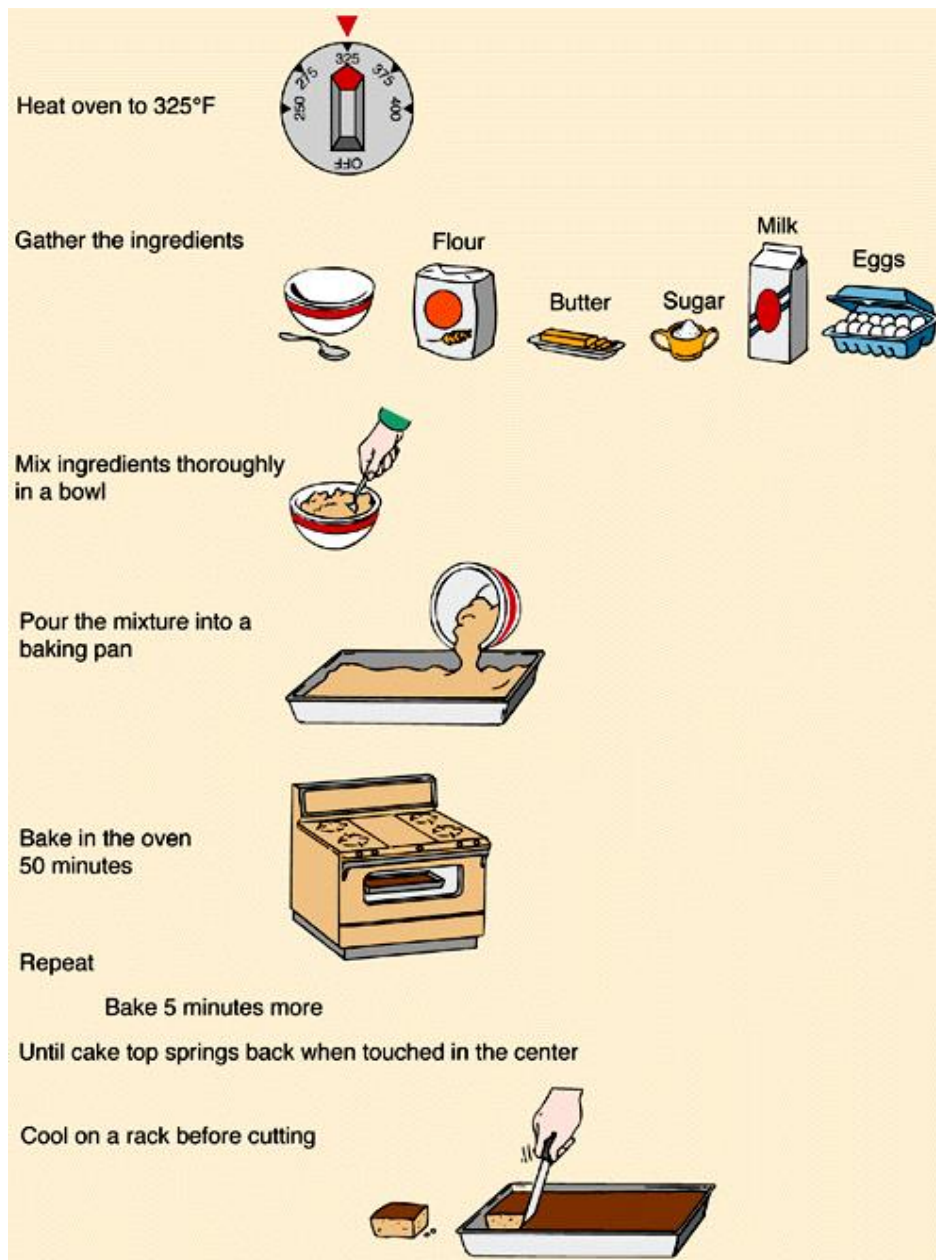 Heat oven to 325°F
250
275
325
375
400
OFF
Gather the ingredients
Flour
Butter
Sugar
Milk
Eggs
Mix ingredients thoroughly
in a bowl
Pour the mixture into a
baking pan
Bake in the oven
50 minutes
Repeat
Bake 5 minutes more
Until cake top springs back when touched in the center
Cool on a rack before cutting